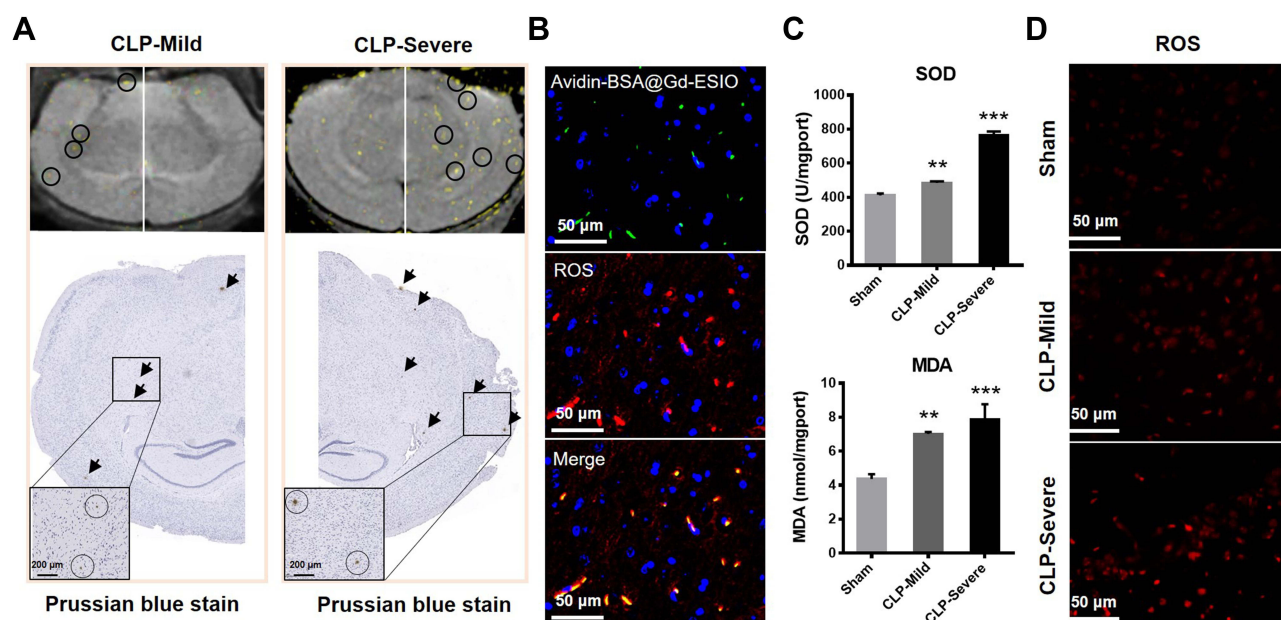 A
CLP-Mild
CLP-Severe
200 µm
200 µm
Prussian blue stain
Prussian blue stain
B
Avidin-BSA@Gd-ESIO
50 µm
ROS
50 µm
Merge
50 µm
C
SOD
SOD (U/mgport)
1000
800
600
400
200
0
**
***
Sham
CLP-Mild
CLP-Severe
MDA
MDA (nmol/mgport)
10
8
6
4
2
0
**
***
Sham
CLP-Mild
CLP-Severe
D
ROS
Sham
50 µm
CLP-Mild
50 µm
CLP-Severe
50 µm